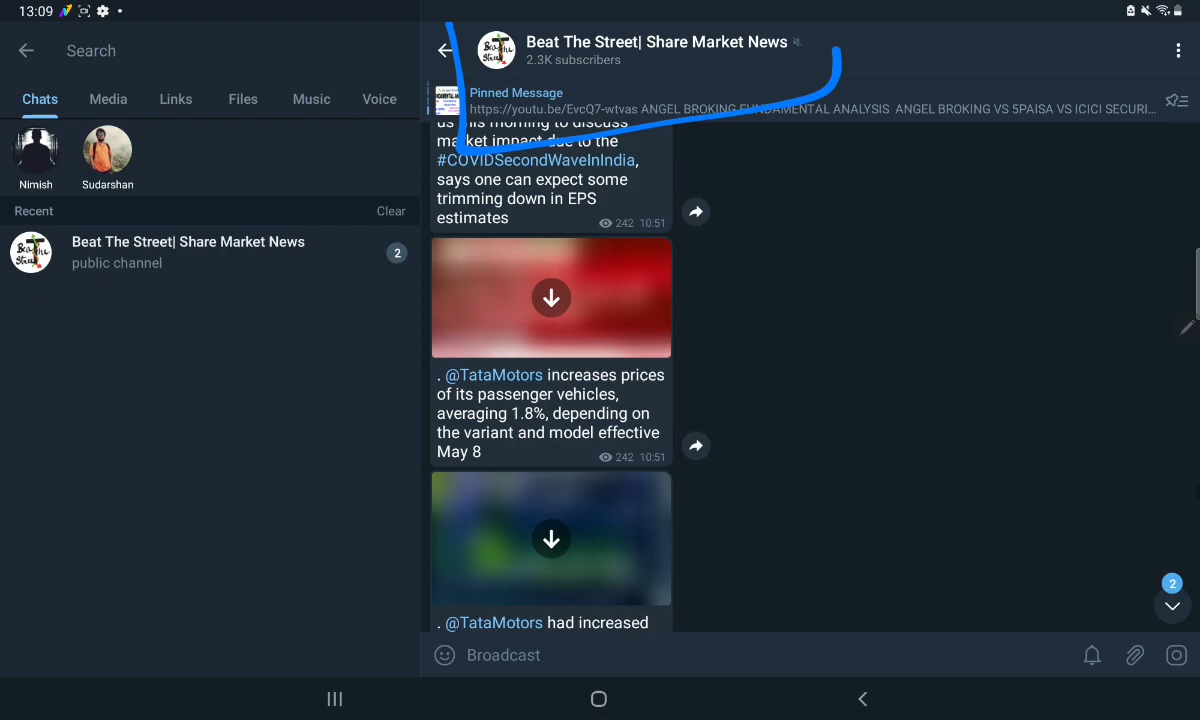 13:09
Search
Chats Media Links Files Music Voice
Nimish Sudarshan
Recent Clear
Beat The Street| Share Market News
public channel
2
Beat The Street| Share Market News
2.3K subscribers
Pinned Message
https://youtu.be/EvcQ7-wtvas ANGEL BROKING FUNDAMENTAL ANALYSIS ANGEL BROKING VS 5PAISA VS ICICI SECURI...
us this morning to discuss
market impact due to the
#COVIDSecondWaveInIndia,
says one can expect some
trimming down in EPS
estimates
242 10:51
. @TataMotors increases prices
of its passenger vehicles,
averaging 1.8%, depending on
the variant and model effective
May 8
242 10:51
. @TataMotors had increased
2
Broadcast